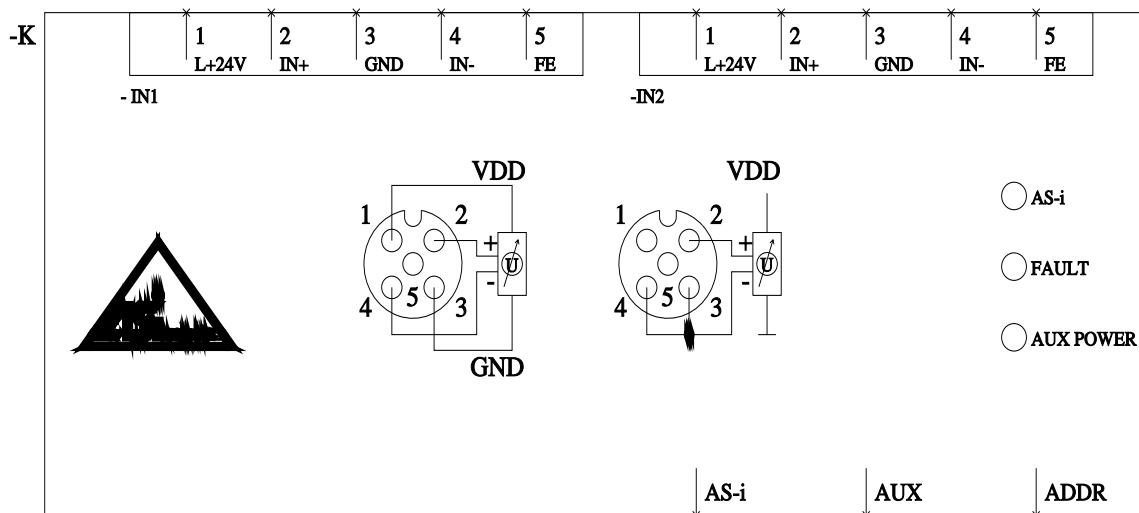 -K
1 2 3 4 5
L+24V IN+ GND IN- FE
- IN1
1 2 3 4 5
L+24V IN+ GND IN- FE
-IN2
VDD
1 2
+
U
-
4 5 3
GND
VDD
1 2
+
U
-
4 5 3
AS-i
FAULT
AUX POWER
AS-i AUX ADDR